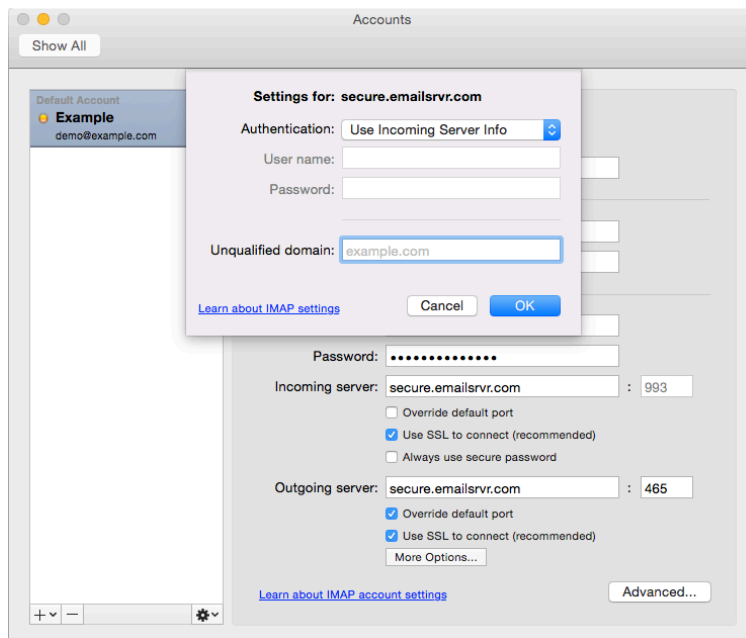 Accounts
Show All
Default Account
Example
demo@example.com
Settings for: secure.emailsrvr.com
Authentication: Use Incoming Server Info
User name:
Password:
Unqualified domain: example.com
Learn about IMAP settings Cancel OK
Password: ••••••••••••••
Incoming server: secure.emailsrvr.com : 993
Override default port
Use SSL to connect (recommended)
Always use secure password
Outgoing server: secure.emailsrvr.com : 465
Override default port
Use SSL to connect (recommended)
More Options...
Learn about IMAP account settings Advanced...